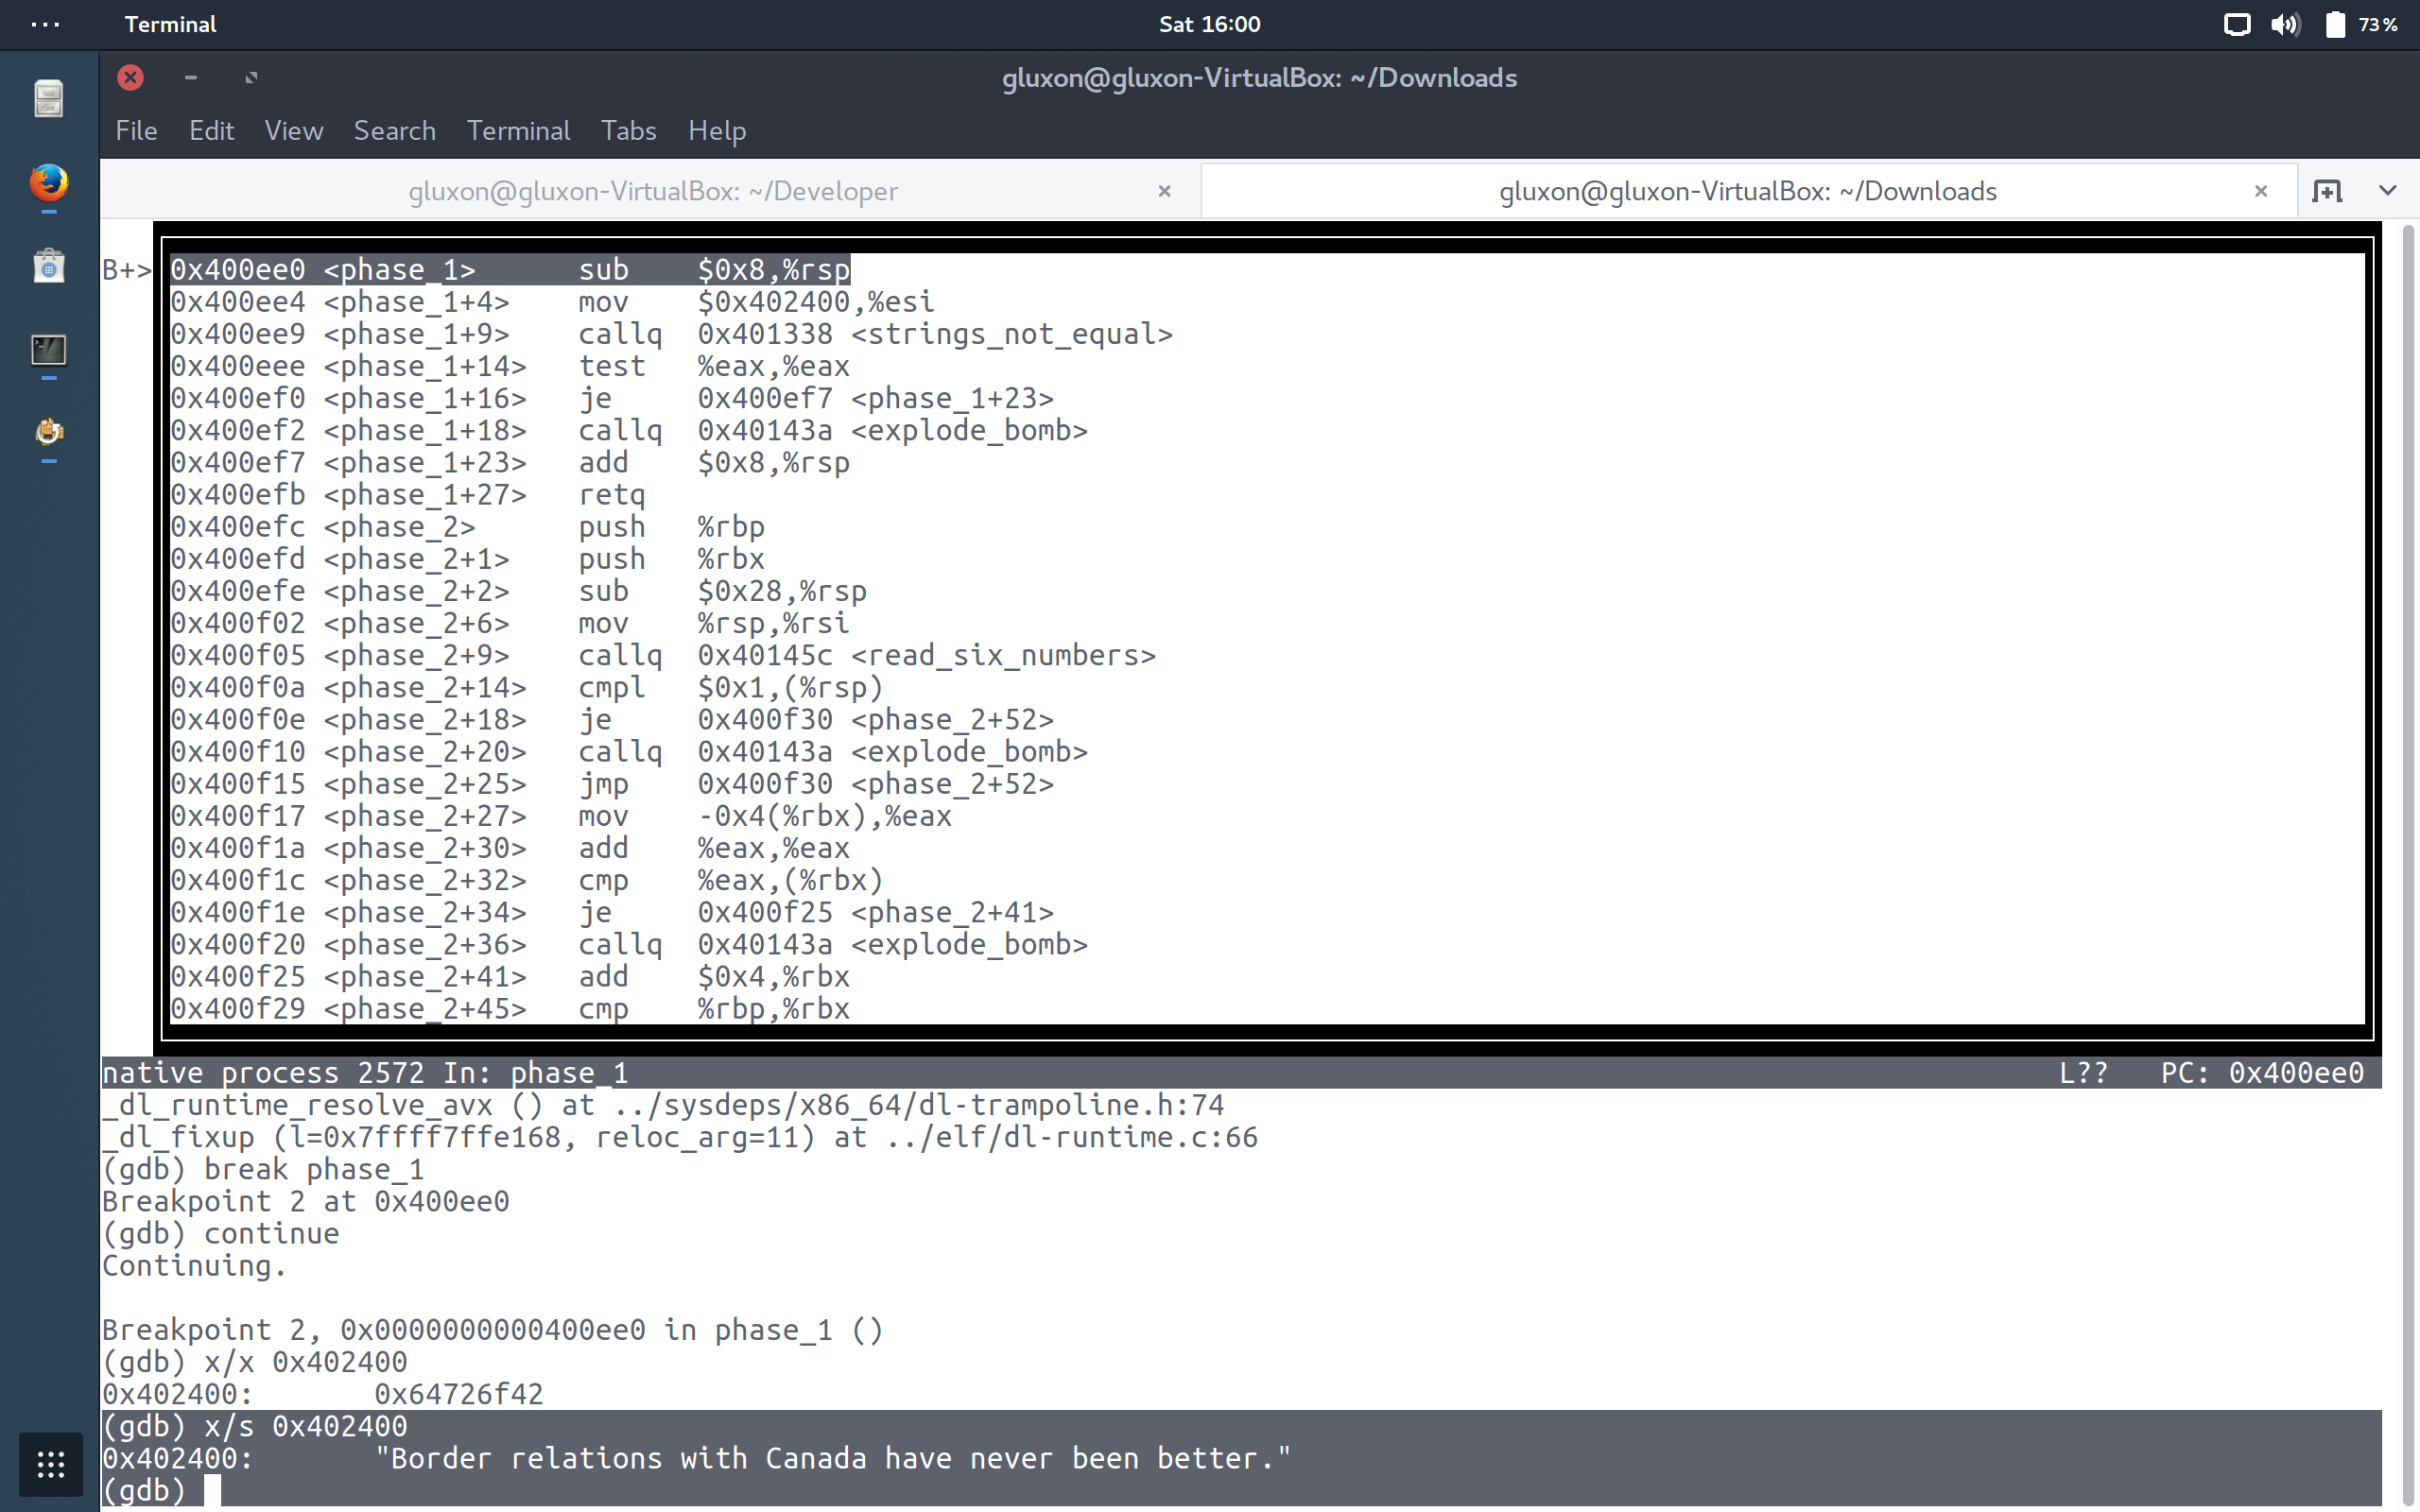 Terminal
Sat 16:00
73%
gluxon@gluxon-VirtualBox: ~/Downloads
File Edit View Search Terminal Tabs Help
gluxon@gluxon-VirtualBox: ~/Developer × gluxon@gluxon-VirtualBox: ~/Downloads ×
B+> 0x400ee0 <phase_1> sub $0x8,%rsp
0x400ee4 <phase_1+4> mov $0x402400,%esi
0x400ee9 <phase_1+9> callq 0x401338 <strings_not_equal>
0x400eee <phase_1+14> test %eax,%eax
0x400ef0 <phase_1+16> je 0x400ef7 <phase_1+23>
0x400ef2 <phase_1+18> callq 0x40143a <explode_bomb>
0x400ef7 <phase_1+23> add $0x8,%rsp
0x400efb <phase_1+27> retq
0x400efc <phase_2> push %rbp
0x400efd <phase_2+1> push %rbx
0x400efe <phase_2+2> sub $0x28,%rsp
0x400f02 <phase_2+6> mov %rsp,%rsi
0x400f05 <phase_2+9> callq 0x40145c <read_six_numbers>
0x400f0a <phase_2+14> cmpl $0x1,(%rsp)
0x400f0e <phase_2+18> je 0x400f30 <phase_2+52>
0x400f10 <phase_2+20> callq 0x40143a <explode_bomb>
0x400f15 <phase_2+25> jmp 0x400f30 <phase_2+52>
0x400f17 <phase_2+27> mov -0x4(%rbx),%eax
0x400f1a <phase_2+30> add %eax,%eax
0x400f1c <phase_2+32> cmp %eax,(%rbx)
0x400f1e <phase_2+34> je 0x400f25 <phase_2+41>
0x400f20 <phase_2+36> callq 0x40143a <explode_bomb>
0x400f25 <phase_2+41> add $0x4,%rbx
0x400f29 <phase_2+45> cmp %rbp,%rbx
native process 2572 In: phase_1 L?? PC: 0x400ee0
_dl_runtime_resolve_avx () at ../sysdeps/x86_64/dl-trampoline.h:74
_dl_fixup (l=0x7ffff7ffe168, reloc_arg=11) at ../elf/dl-runtime.c:66
(gdb) break phase_1
Breakpoint 2 at 0x400ee0
(gdb) continue
Continuing.
Breakpoint 2, 0x0000000000400ee0 in phase_1 ()
(gdb) x/x 0x402400
0x402400: 0x64726f42
(gdb) x/s 0x402400
0x402400: "Border relations with Canada have never been better."
(gdb)